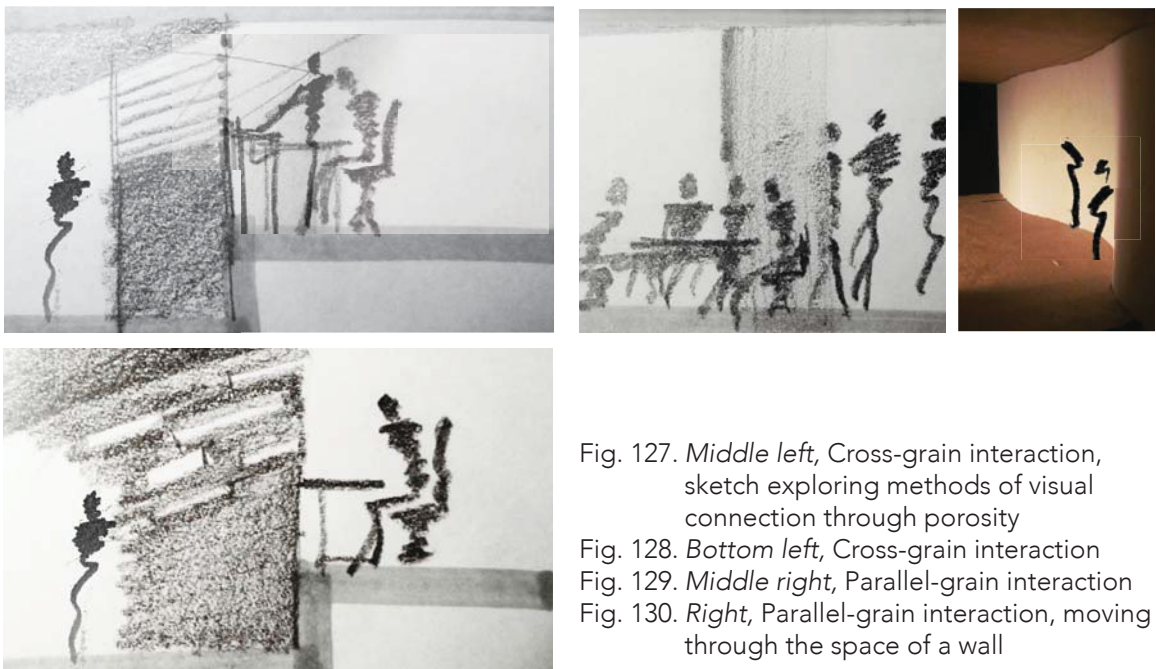 Fig. 127. Middle left, Cross-grain interaction,
sketch exploring methods of visual
connection through porosity
Fig. 128. Bottom left, Cross-grain interaction
Fig. 129. Middle right, Parallel-grain interaction
Fig. 130. Right, Parallel-grain interaction, moving
through the space of a wall